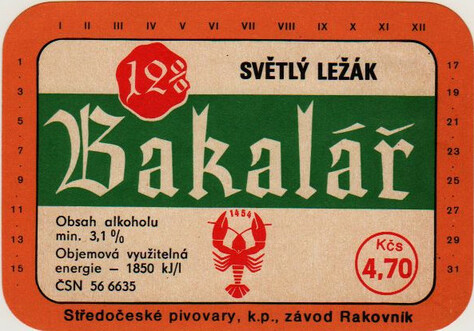 I II III IV V VI VII VIII IX X XI XII
12%
SVĚTLÝ LEŽÁK
1
3
5
7
9
11
13
15
17
19
21
23
25
27
29
31
Bakalář
1454
Obsah alkoholu
min. 3,1 %
Objemová využitelná
energie – 1850 kJ/l
ČSN 56 6635
Kčs
4,70
Středočeské pivovary, k.p., závod Rakovník